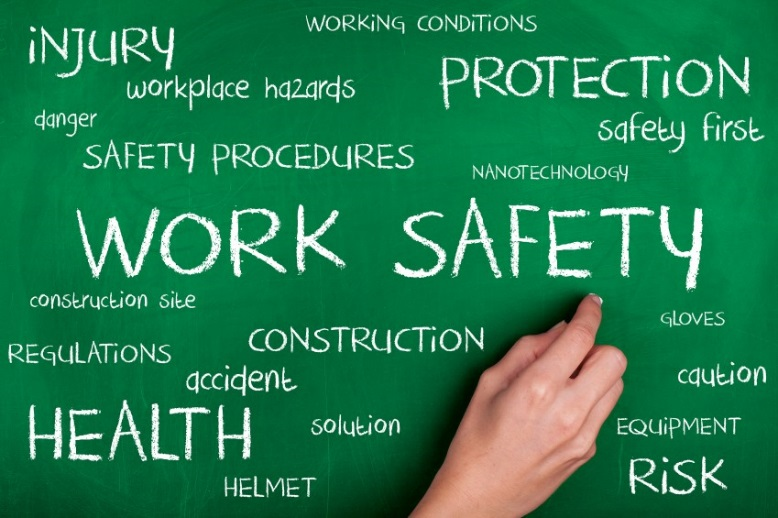 WORKING CONDITIONS
INJURY
PROTECTION
workplace hazards
danger
safety first
SAFETY PROCEDURES
NANOTECHNOLOGY
WORK SAFETY
construction site
GLOVES
CONSTRUCTION
REGULATIONS
accident
caution
HEALTH
solution
EQUIPMENT
RISK
HELMET